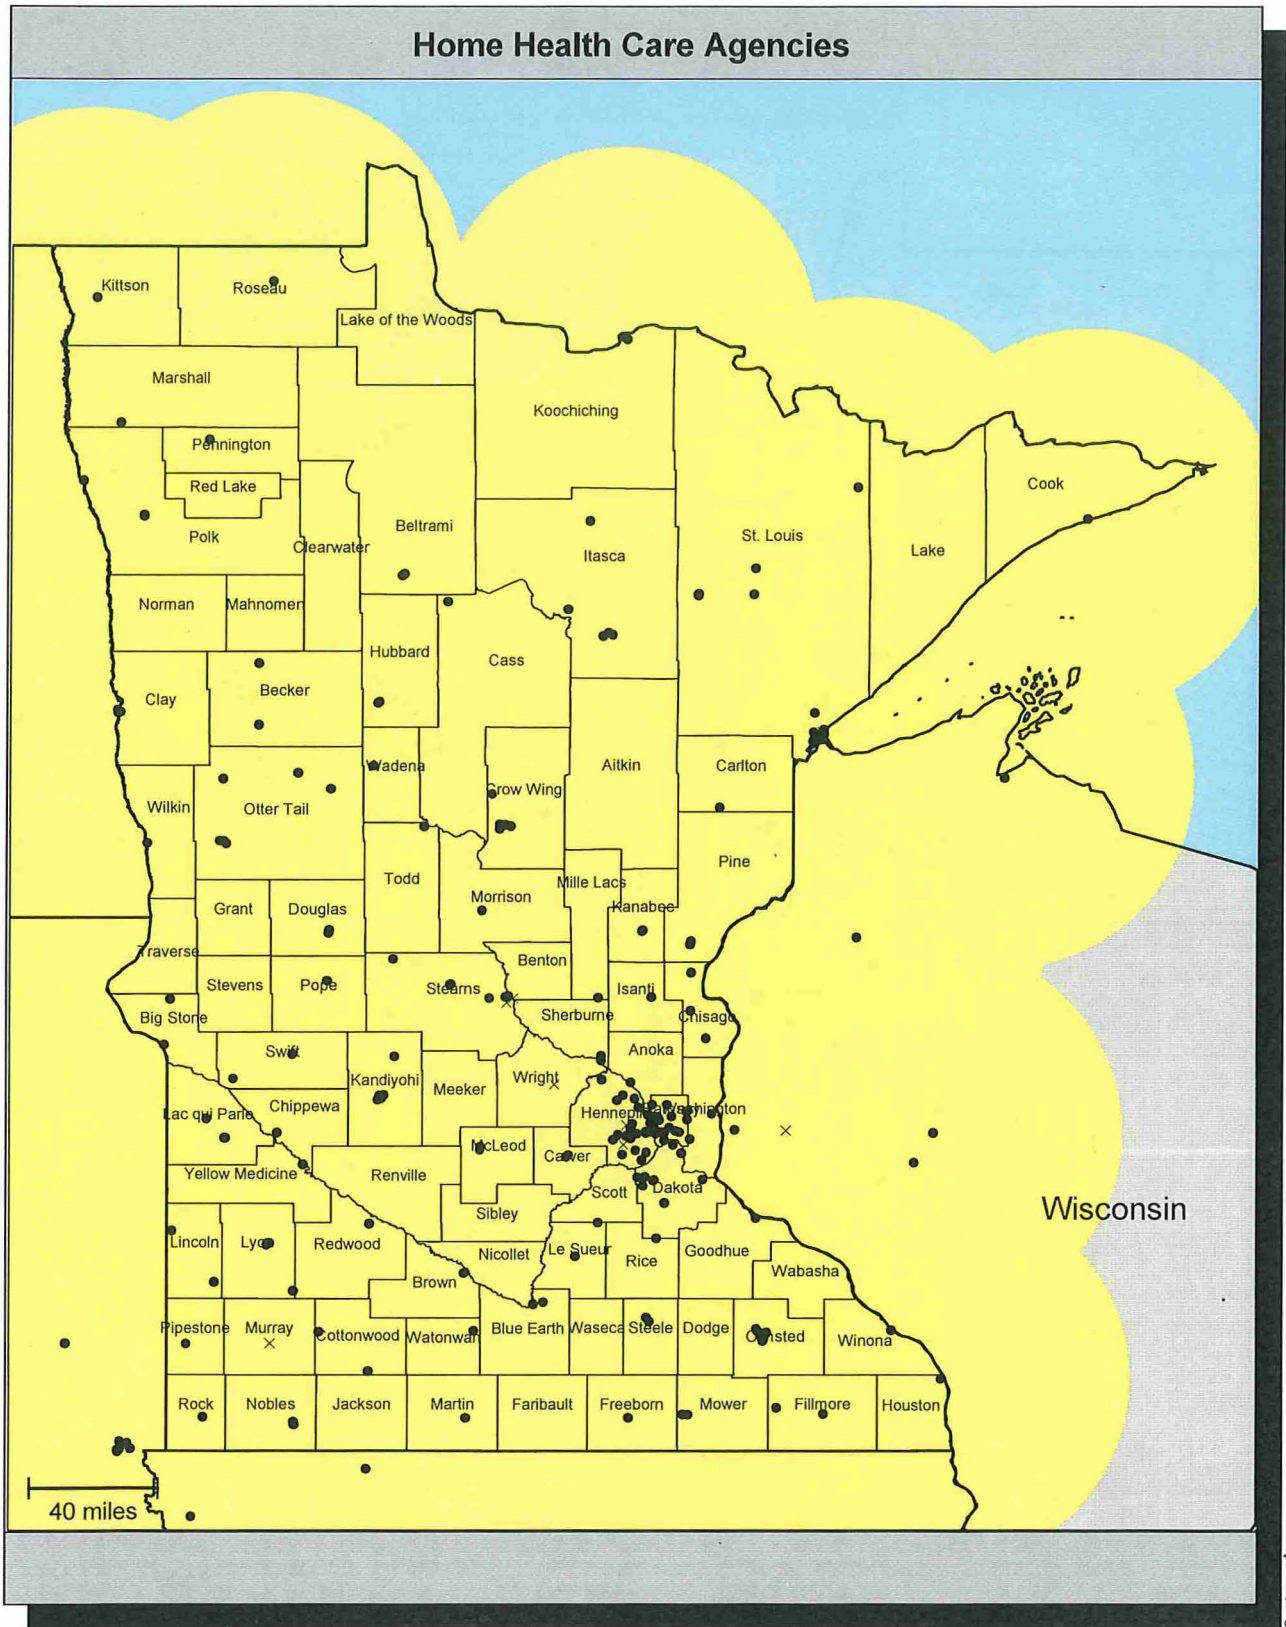 Home Health Care Agencies
Kittson
Roseau
Lake of the Woods
Marshall
Koochiching
Pennington
Red Lake
Cook
Polk
Beltrami
St. Louis
Clearwater
Itasca
Lake
Norman
Mahnomen
Hubbard
Cass
Clay
Becker
Wadena
Aitkin
Carlton
Crow Wing
Wilkin
Otter Tail
Pine
Todd
Mille Lacs
Morrison
Grant
Douglas
Kanabec
Traverse
Benton
Stevens
Pope
Stearns
Isanti
Big Stone
Sherburne
Chisago
Swift
Anoka
Kandiyohi
Wright
Meeker
Lac qui Parle
Chippewa
Hennepin
Ramsey
Washington
McLeod
Carver
Yellow Medicine
Renville
Scott
Dakota
Sibley
Lincoln
Lyon
Redwood
Nicollet
Le Sueur
Rice
Goodhue
Wisconsin
Brown
Wabasha
Pipestone
Murray
Cottonwood
Watonwan
Blue Earth
Waseca
Steele
Dodge
Olmsted
Winona
Rock
Nobles
Jackson
Martin
Faribault
Freeborn
Mower
Fillmore
Houston
40 miles